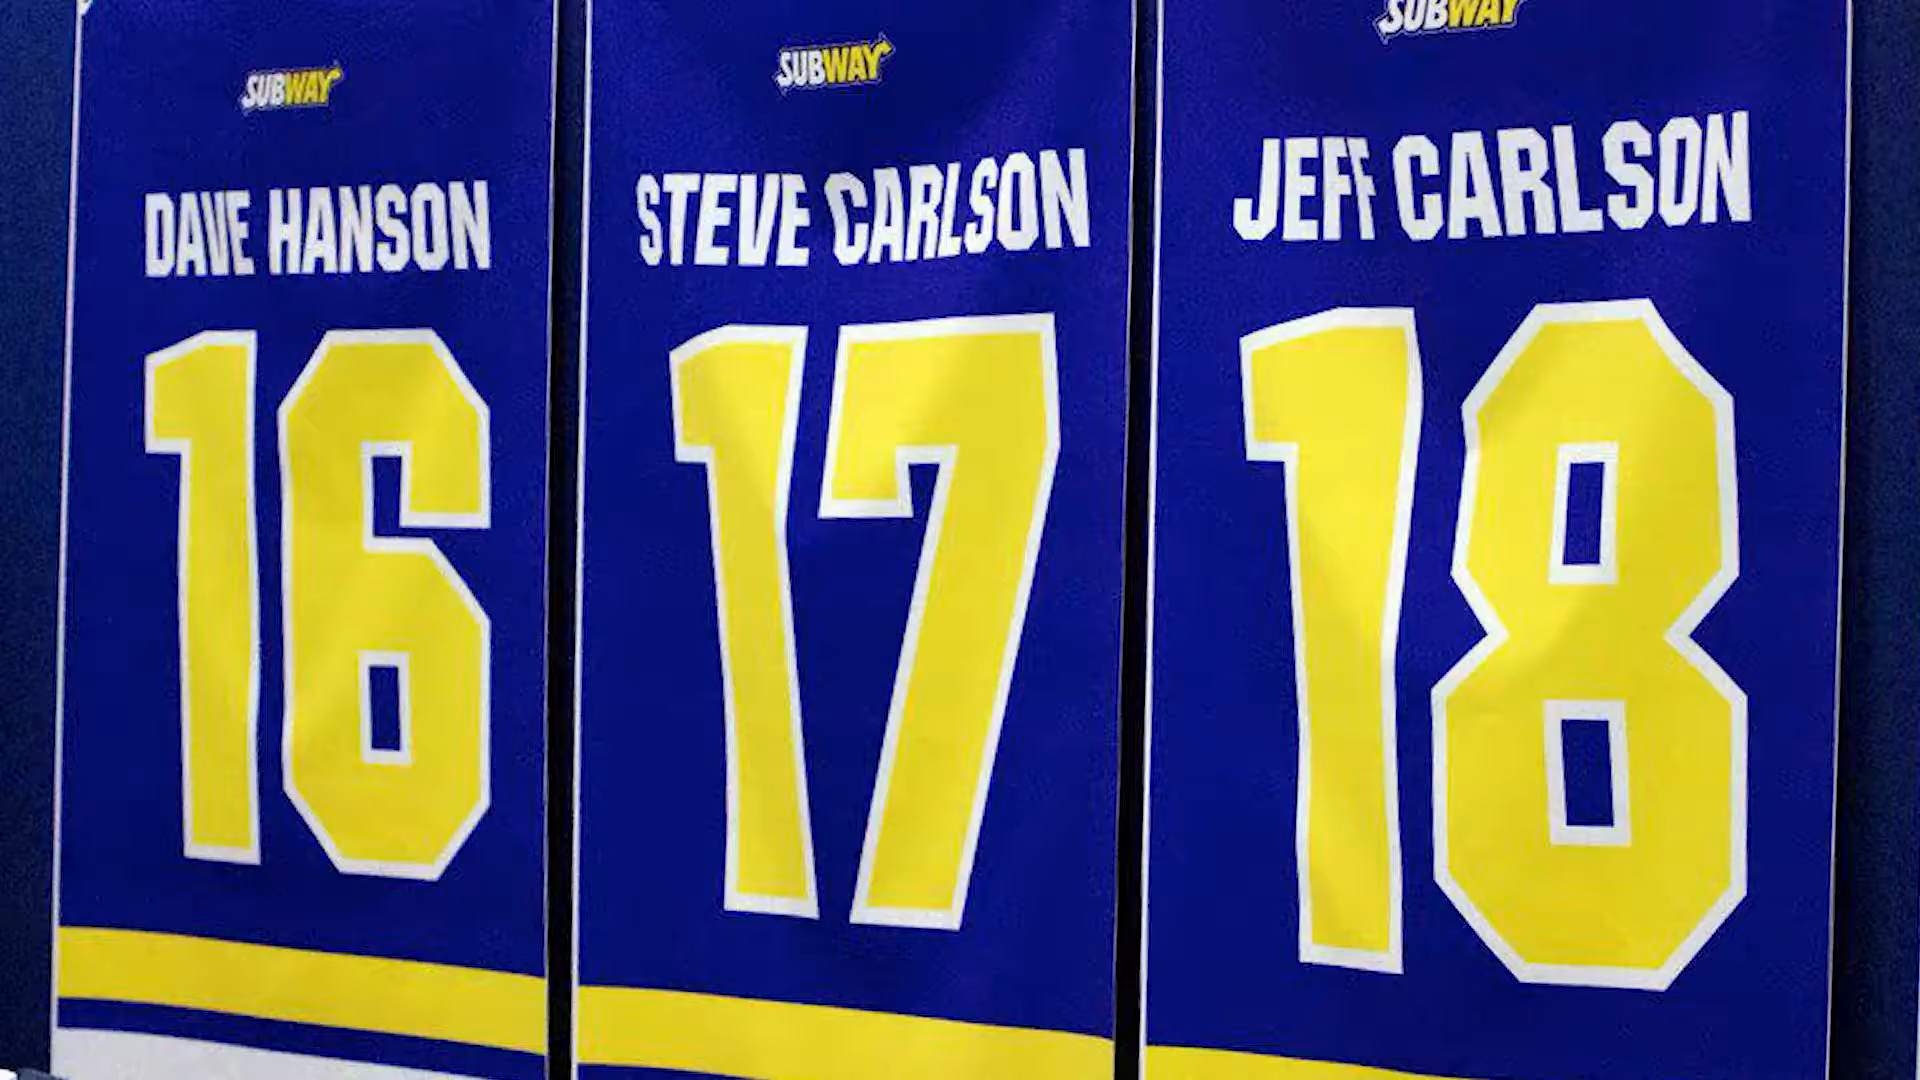 SUBWAY
DAVE HANSON
16
SUBWAY
STEVE CARLSON
17
SUBWAY
JEFF CARLSON
18